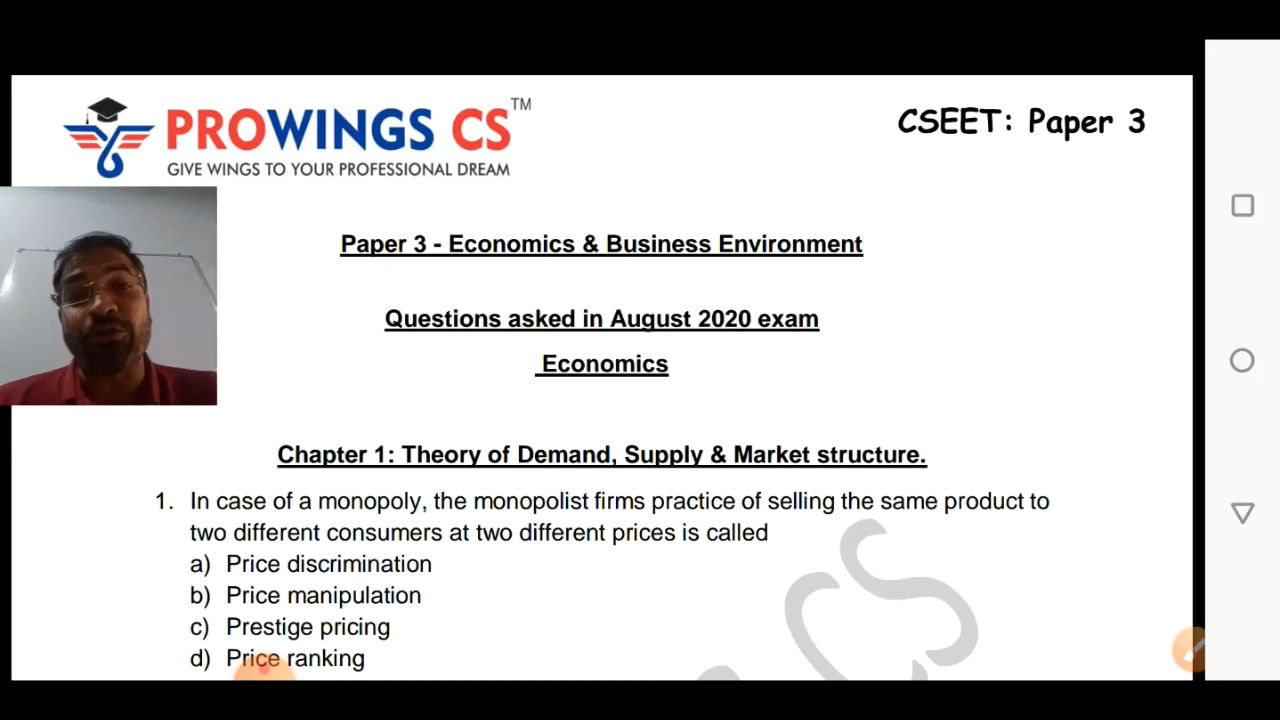 PROWINGS CS™
GIVE WINGS TO YOUR PROFESSIONAL DREAM
CSEET: Paper 3
Paper 3 - Economics & Business Environment
Questions asked in August 2020 exam
Economics
Chapter 1: Theory of Demand, Supply & Market structure.
1. In case of a monopoly, the monopolist firms practice of selling the same product to
two different consumers at two different prices is called
a) Price discrimination
b) Price manipulation
c) Prestige pricing
d) Price ranking
CS